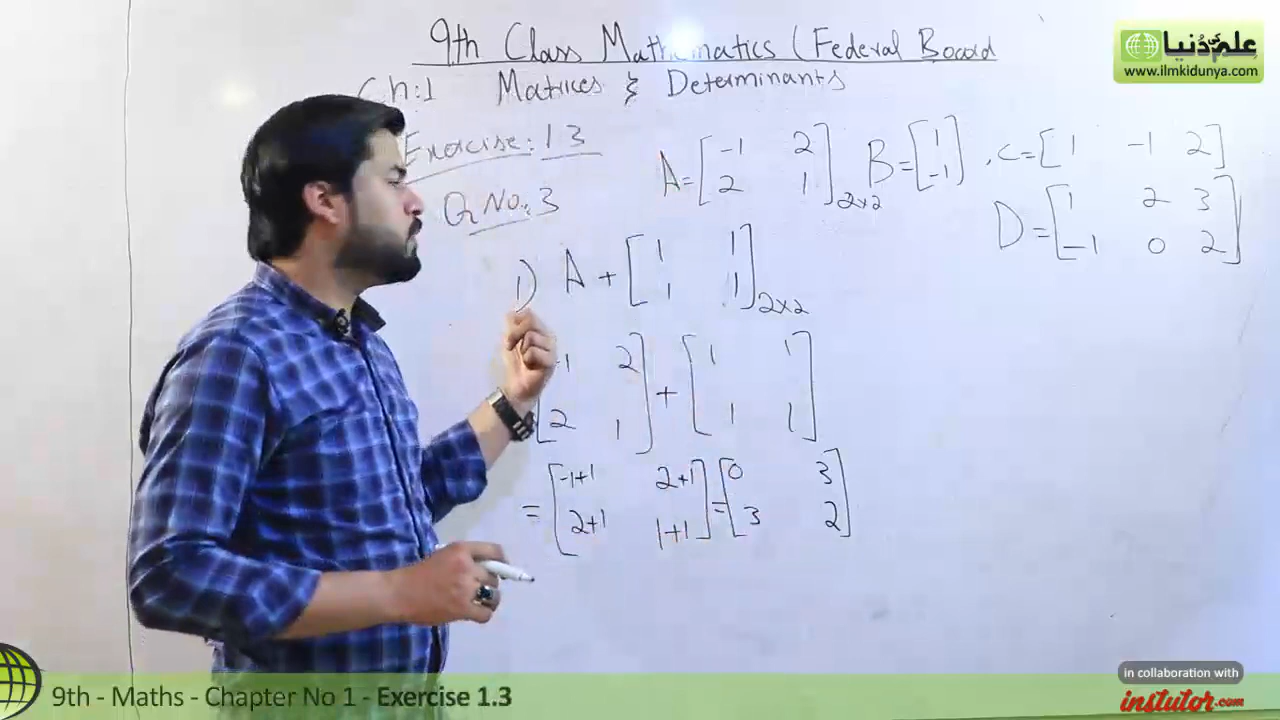 9th Class Mathematics (Federal Board
Ch:1 Matrices & Determinants
Exercise: 1.3
Q No: 3
A = [ -1 2 ] B = [ 1 ] , C = [ 1 -1 2 ]
[ 2 1 ]2x2 [ -1 ]
D = [ 1 2 3 ]
[ -1 0 2 ]
1) A + [ 1 1 ]
[ 1 1 ]2x2
-1 2 ] + [ 1 1 ]
[ 2 1 ] [ 1 1 ]
= [ -1+1 2+1 ] = [ 0 3 ]
[ 2+1 1+1 ] [ 3 2 ]
علم کی دُنیا
www.ilmkidunya.com
9th - Maths - Chapter No 1 - Exercise 1.3
in collaboration with
instutor.com